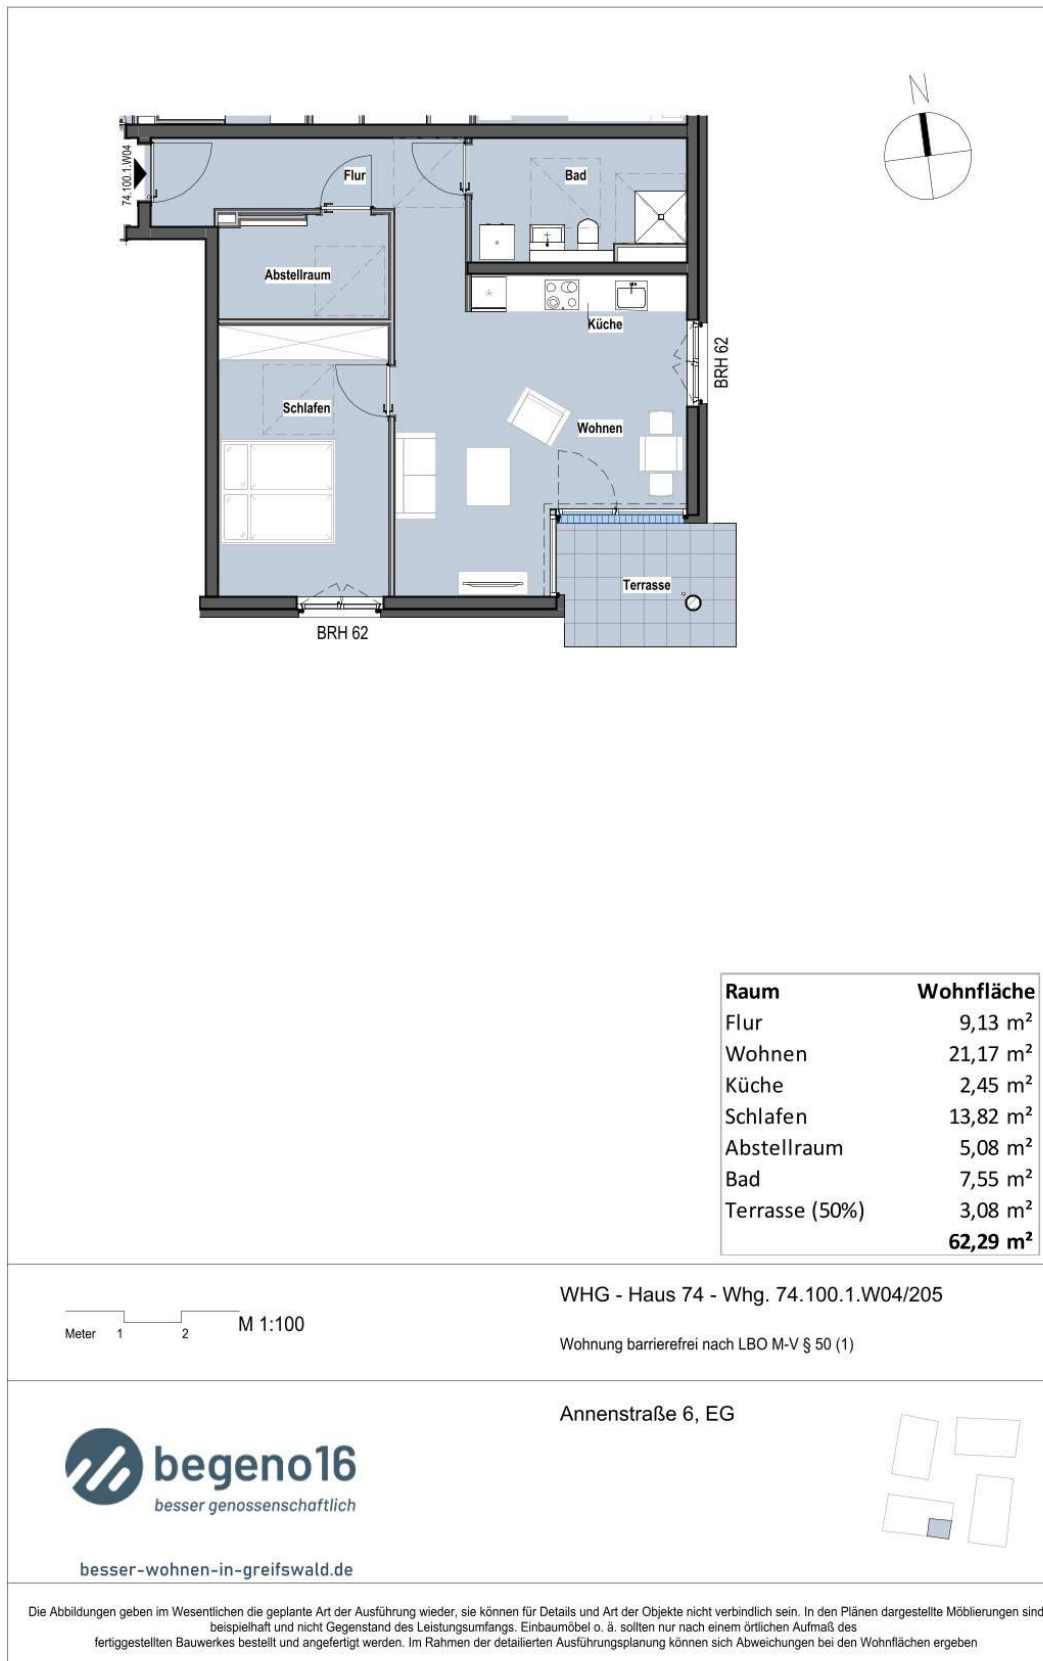 N
74.100.1.W04
Flur
Bad
Abstellraum
Küche
BRH 62
Schlafen
Wohnen
Terrasse
BRH 62
Raum Wohnfläche
Flur 9,13 m²
Wohnen 21,17 m²
Küche 2,45 m²
Schlafen 13,82 m²
Abstellraum 5,08 m²
Bad 7,55 m²
Terrasse (50%) 3,08 m²
62,29 m²
Meter 1 2 M 1:100
WHG - Haus 74 - Whg. 74.100.1.W04/205
Wohnung barrierefrei nach LBO M-V § 50 (1)
Annenstraße 6, EG
begeno16
besser genossenschaftlich
besser-wohnen-in-greifswald.de
Die Abbildungen geben im Wesentlichen die geplante Art der Ausführung wieder, sie können für Details und Art der Objekte nicht verbindlich sein. In den Plänen dargestellte Möblierungen sind
beispielhaft und nicht Gegenstand des Leistungsumfangs. Einbaumöbel o. ä. sollten nur nach einem örtlichen Aufmaß des
fertiggestellten Bauwerkes bestellt und angefertigt werden. Im Rahmen der detailierten Ausführungsplanung können sich Abweichungen bei den Wohnflächen ergeben